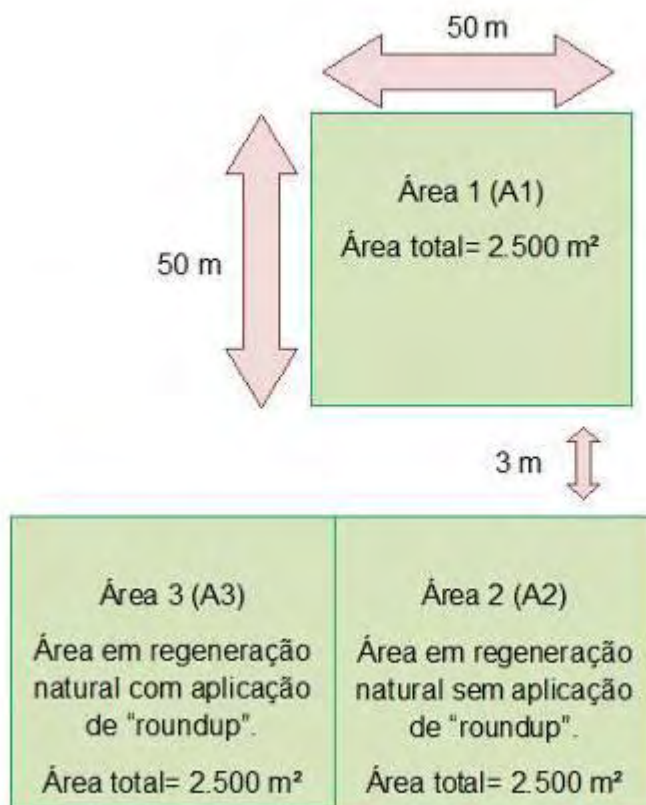 50 m
Área 1 (A1)
Área total= 2.500 m²
50 m
3 m
Área 3 (A3)
Área em regeneração
natural com aplicação
de “roundup”.
Área total= 2.500 m²
Área 2 (A2)
Área em regeneração
natural sem aplicação
de “roundup”.
Área total= 2.500 m²